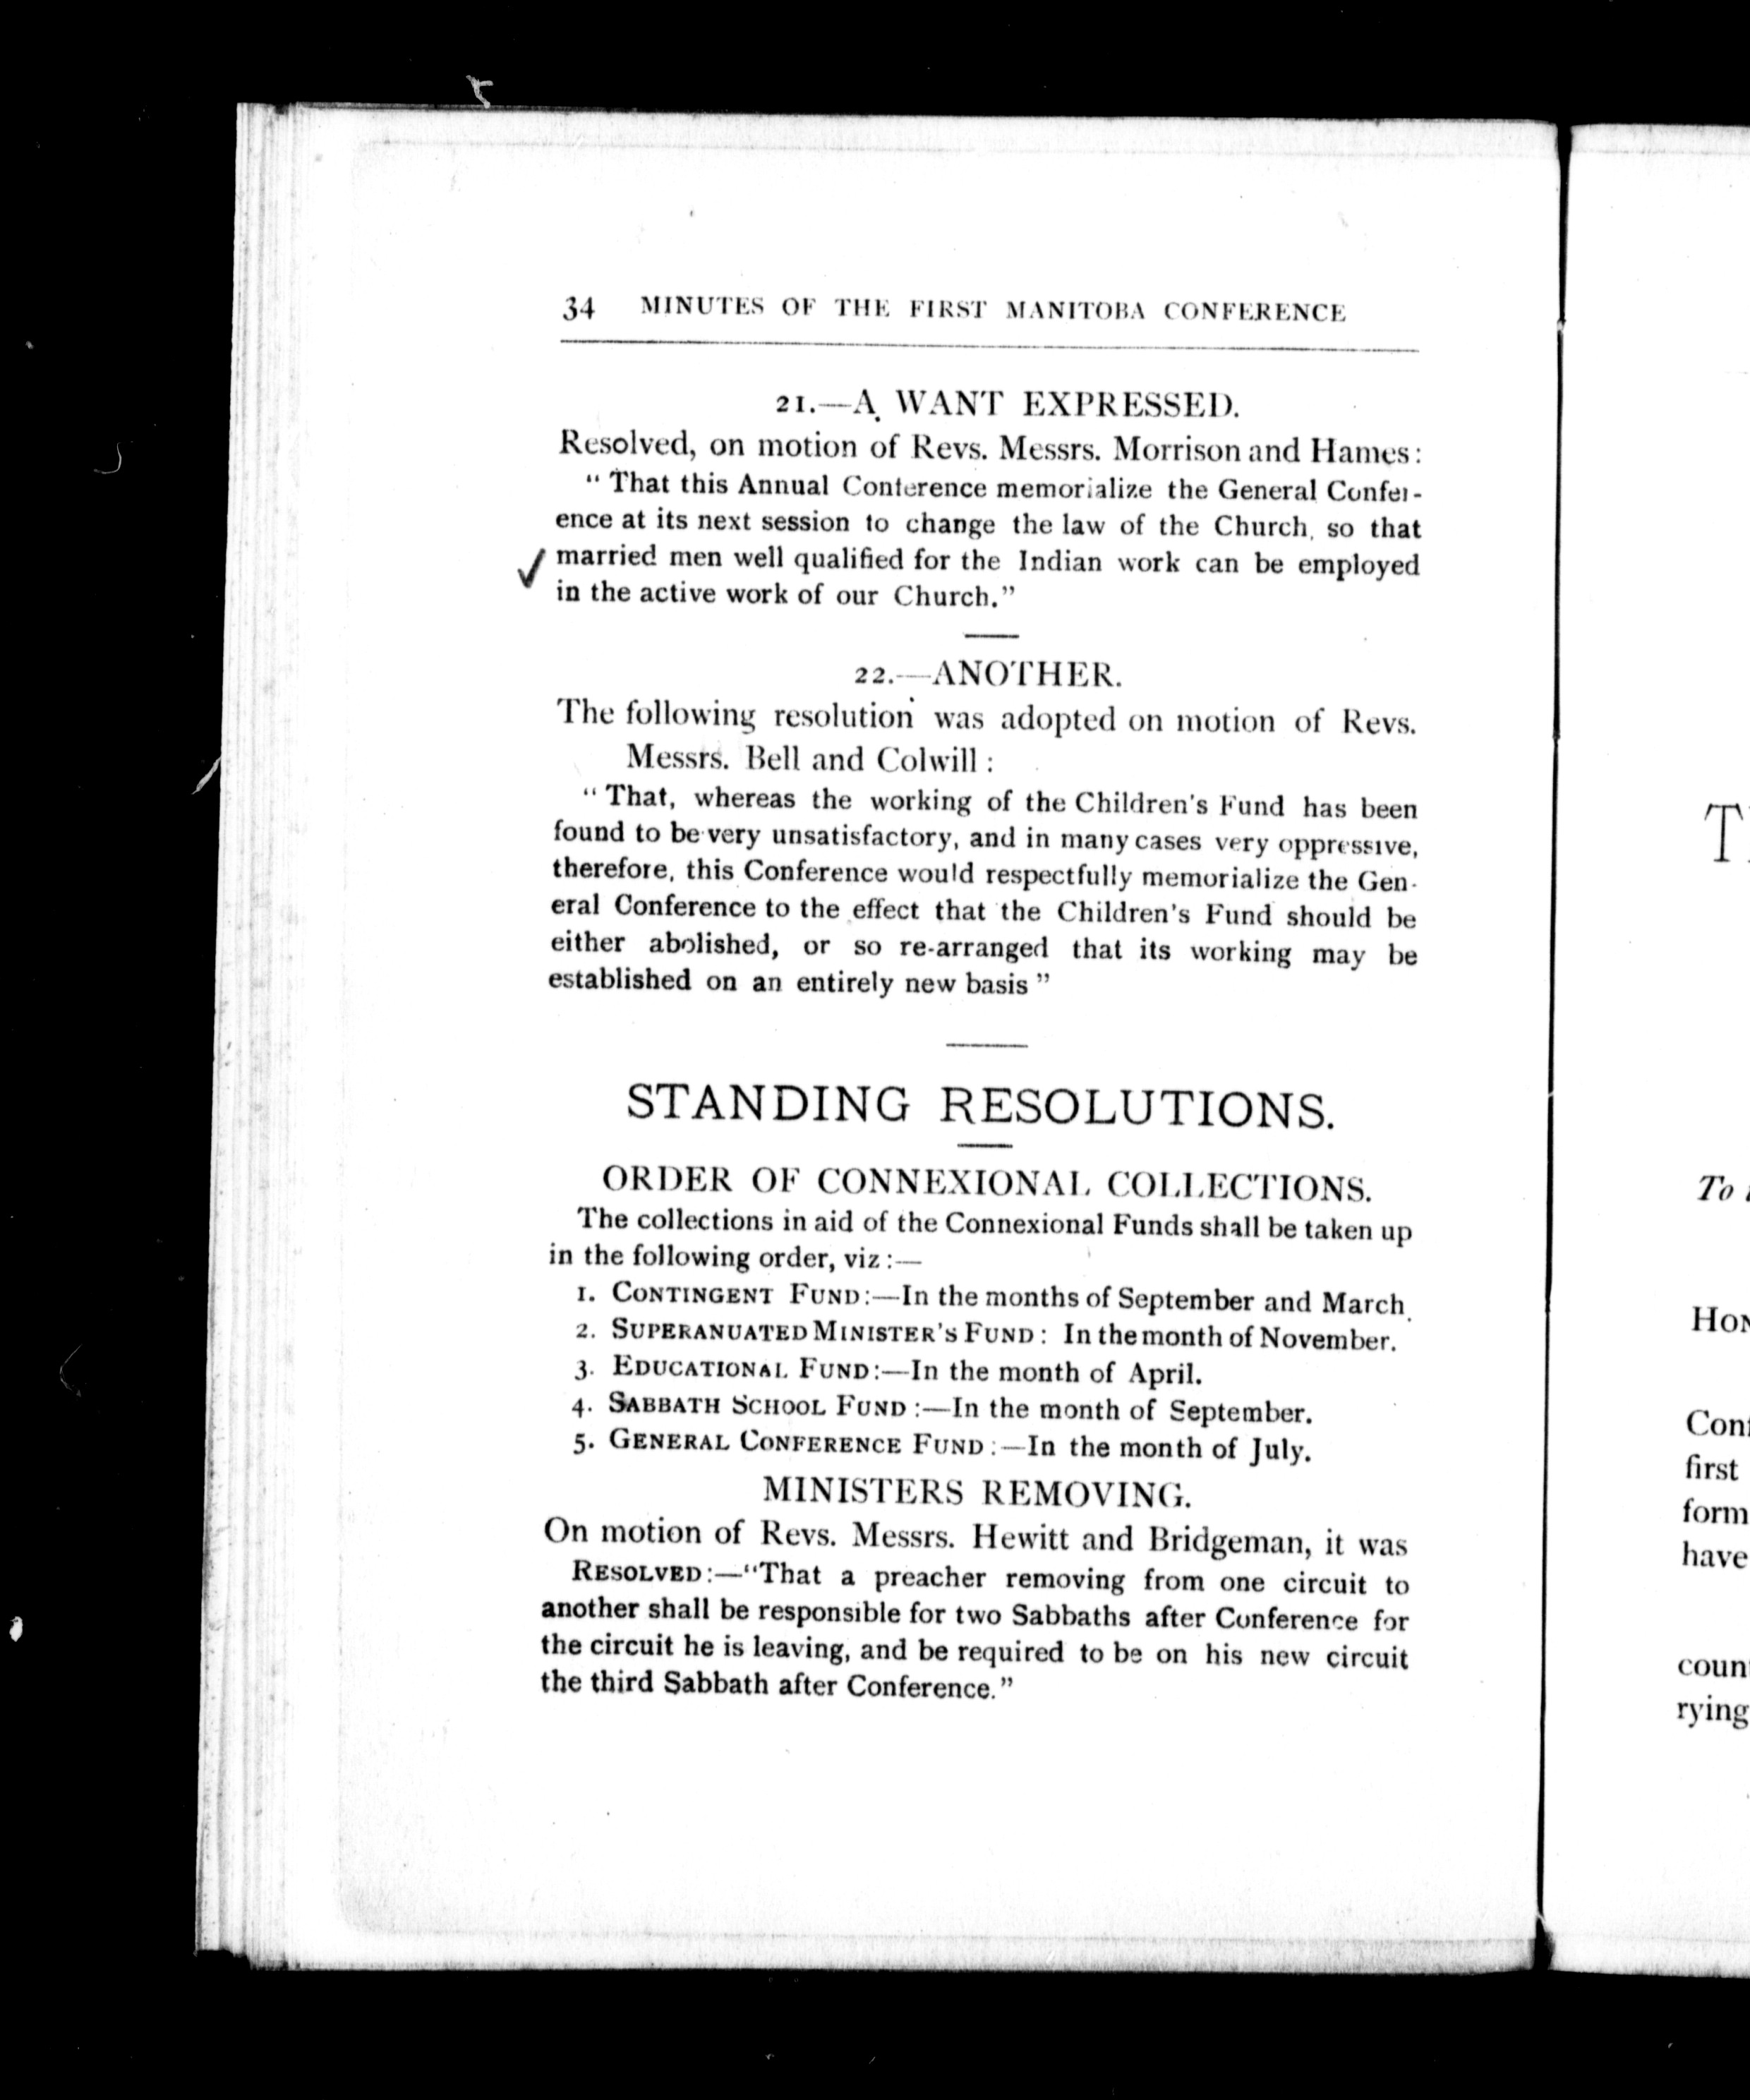 34 MINUTES OF THE FIRST MANITOBA CONFERENCE
21.—A WANT EXPRESSED.
Resolved, on motion of Revs. Messrs. Morrison and Hames:
" That this Annual Conference memorialize the General Confer-
ence at its next session to change the law of the Church, so that
married men well qualified for the Indian work can be employed
in the active work of our Church."
22.—ANOTHER.
The following resolution was adopted on motion of Revs.
Messrs. Bell and Colwill :
" That, whereas the working of the Children's Fund has been
found to be very unsatisfactory, and in many cases very oppressive,
therefore, this Conference would respectfully memorialize the Gen-
eral Conference to the effect that the Children's Fund should be
either abolished, or so re-arranged that its working may be
established on an entirely new basis "
STANDING RESOLUTIONS.
ORDER OF CONNEXIONAL COLLECTIONS.
The collections in aid of the Connexional Funds shall be taken up
in the following order, viz :—
1. CONTINGENT FUND:—In the months of September and March.
2. SUPERANUATED MINISTER'S FUND : In the month of November.
3. EDUCATIONAL FUND:—In the month of April.
4. SABBATH SCHOOL FUND :—In the month of September.
5. GENERAL CONFERENCE FUND :—In the month of July.
MINISTERS REMOVING.
On motion of Revs. Messrs. Hewitt and Bridgeman, it was
RESOLVED:—"That a preacher removing from one circuit to
another shall be responsible for two Sabbaths after Conference for
the circuit he is leaving, and be required to be on his new circuit
the third Sabbath after Conference."
To
first
form
have
rying